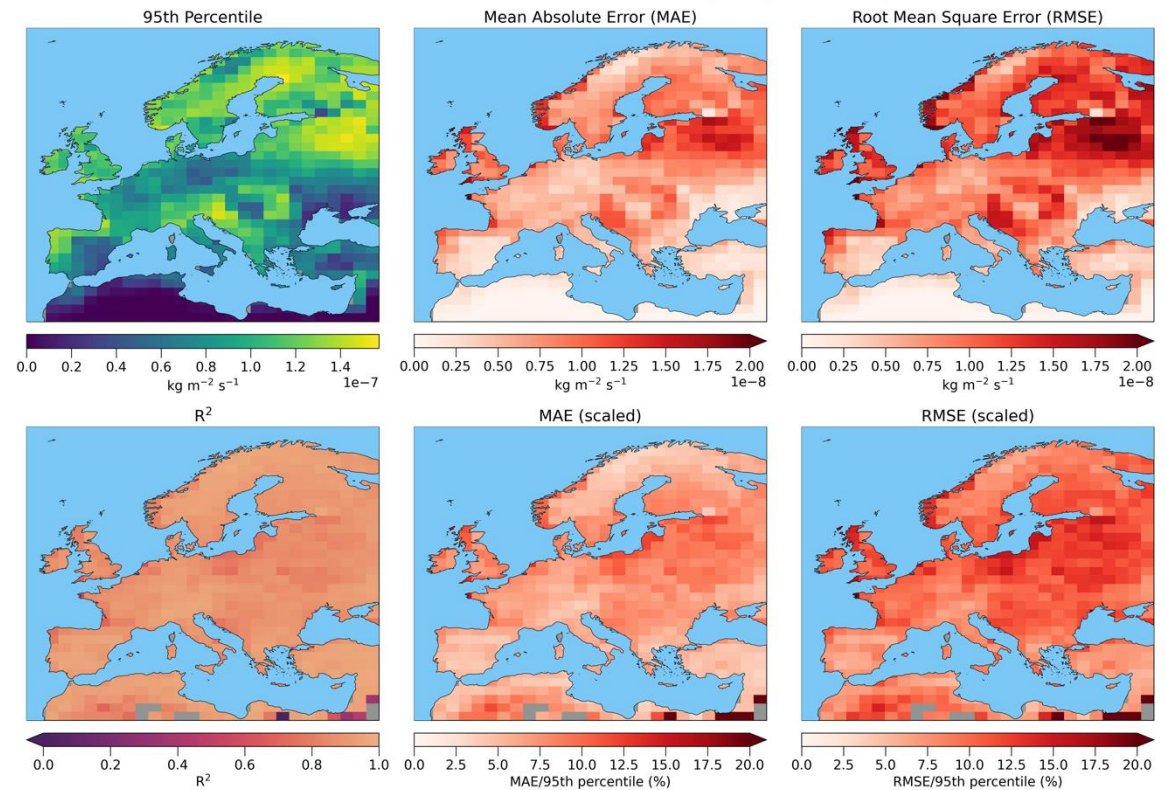 95th Percentile
Mean Absolute Error (MAE)
Root Mean Square Error (RMSE)
0.0 0.2 0.4 0.6 0.8 1.0 1.2 1.4
kg m⁻² s⁻¹
1e−7
0.00 0.25 0.50 0.75 1.00 1.25 1.50 1.75 2.00
kg m⁻² s⁻¹
1e−8
0.00 0.25 0.50 0.75 1.00 1.25 1.50 1.75 2.00
kg m⁻² s⁻¹
1e−8
R²
MAE (scaled)
RMSE (scaled)
0.0 0.2 0.4 0.6 0.8 1.0
R²
0.0 2.5 5.0 7.5 10.0 12.5 15.0 17.5 20.0
MAE/95th percentile (%)
0.0 2.5 5.0 7.5 10.0 12.5 15.0 17.5 20.0
RMSE/95th percentile (%)